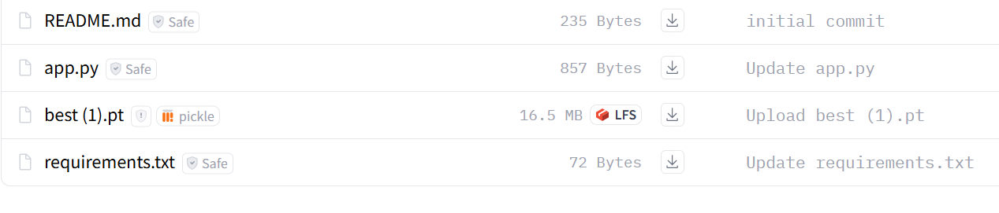 README.md Safe 235 Bytes initial commit
app.py Safe 857 Bytes Update app.py
best (1).pt pickle 16.5 MB LFS Upload best (1).pt
requirements.txt Safe 72 Bytes Update requirements.txt